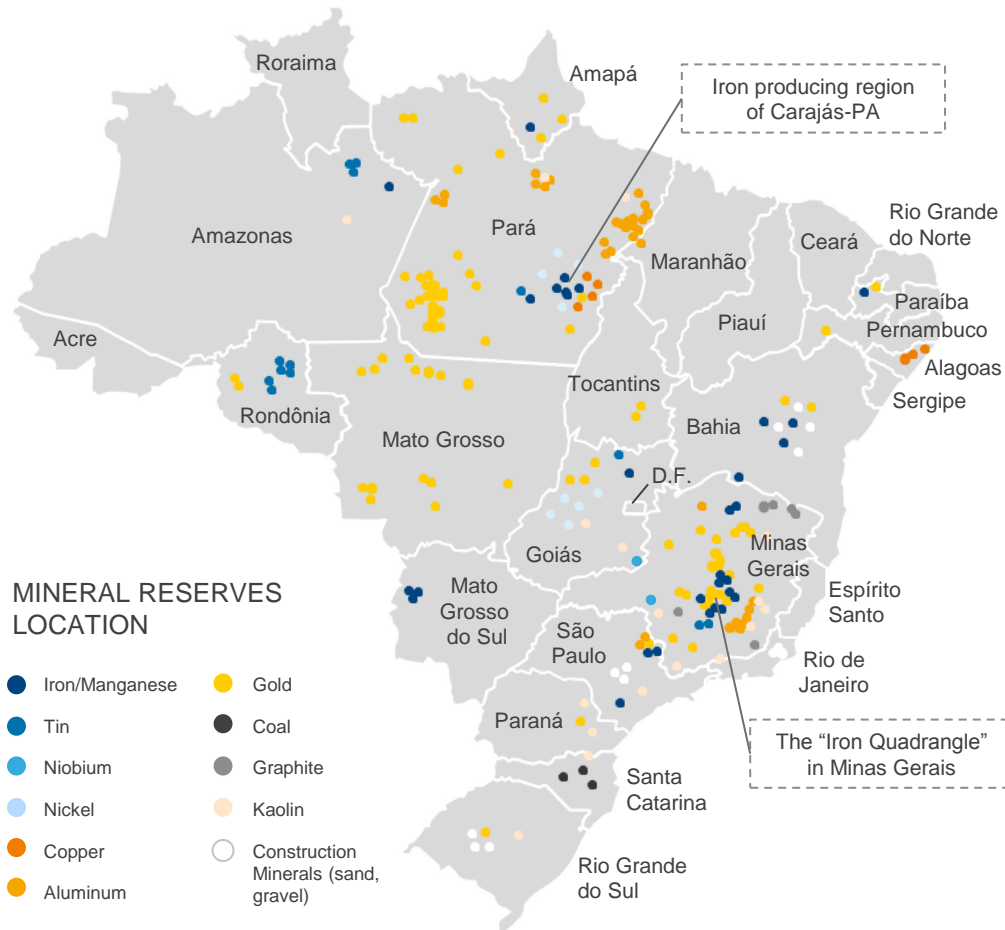 Roraima
Amapá
Iron producing region
of Carajás-PA
Amazonas
Pará
Maranhão
Ceará
Rio Grande
do Norte
Paraíba
Piauí
Pernambuco
Acre
Alagoas
Tocantins
Sergipe
Rondônia
Mato Grosso
Bahia
D.F.
Goiás
Minas
Gerais
Mato
Grosso
do Sul
Espírito
Santo
São
Paulo
Rio de
Janeiro
Paraná
The “Iron Quadrangle”
in Minas Gerais
Santa
Catarina
Rio Grande
do Sul
MINERAL RESERVES
LOCATION
Iron/Manganese
Tin
Niobium
Nickel
Copper
Aluminum
Gold
Coal
Graphite
Kaolin
Construction
Minerals (sand,
gravel)